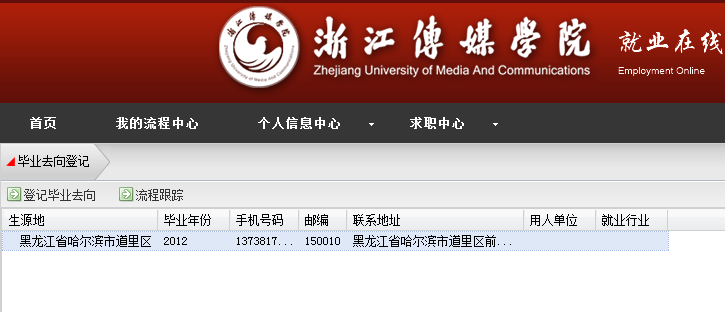 浙江傳媒學院
Zhejiang University of Media And Communications
就业在线
Employment Online
首页 我的流程中心 个人信息中心 求职中心
毕业去向登记
登记毕业去向 流程跟踪
生源地 毕业年份 手机号码 邮编 联系地址 用人单位 就业行业
黑龙江省哈尔滨市道里区 2012 1373817... 150010 黑龙江省哈尔滨市道里区前...